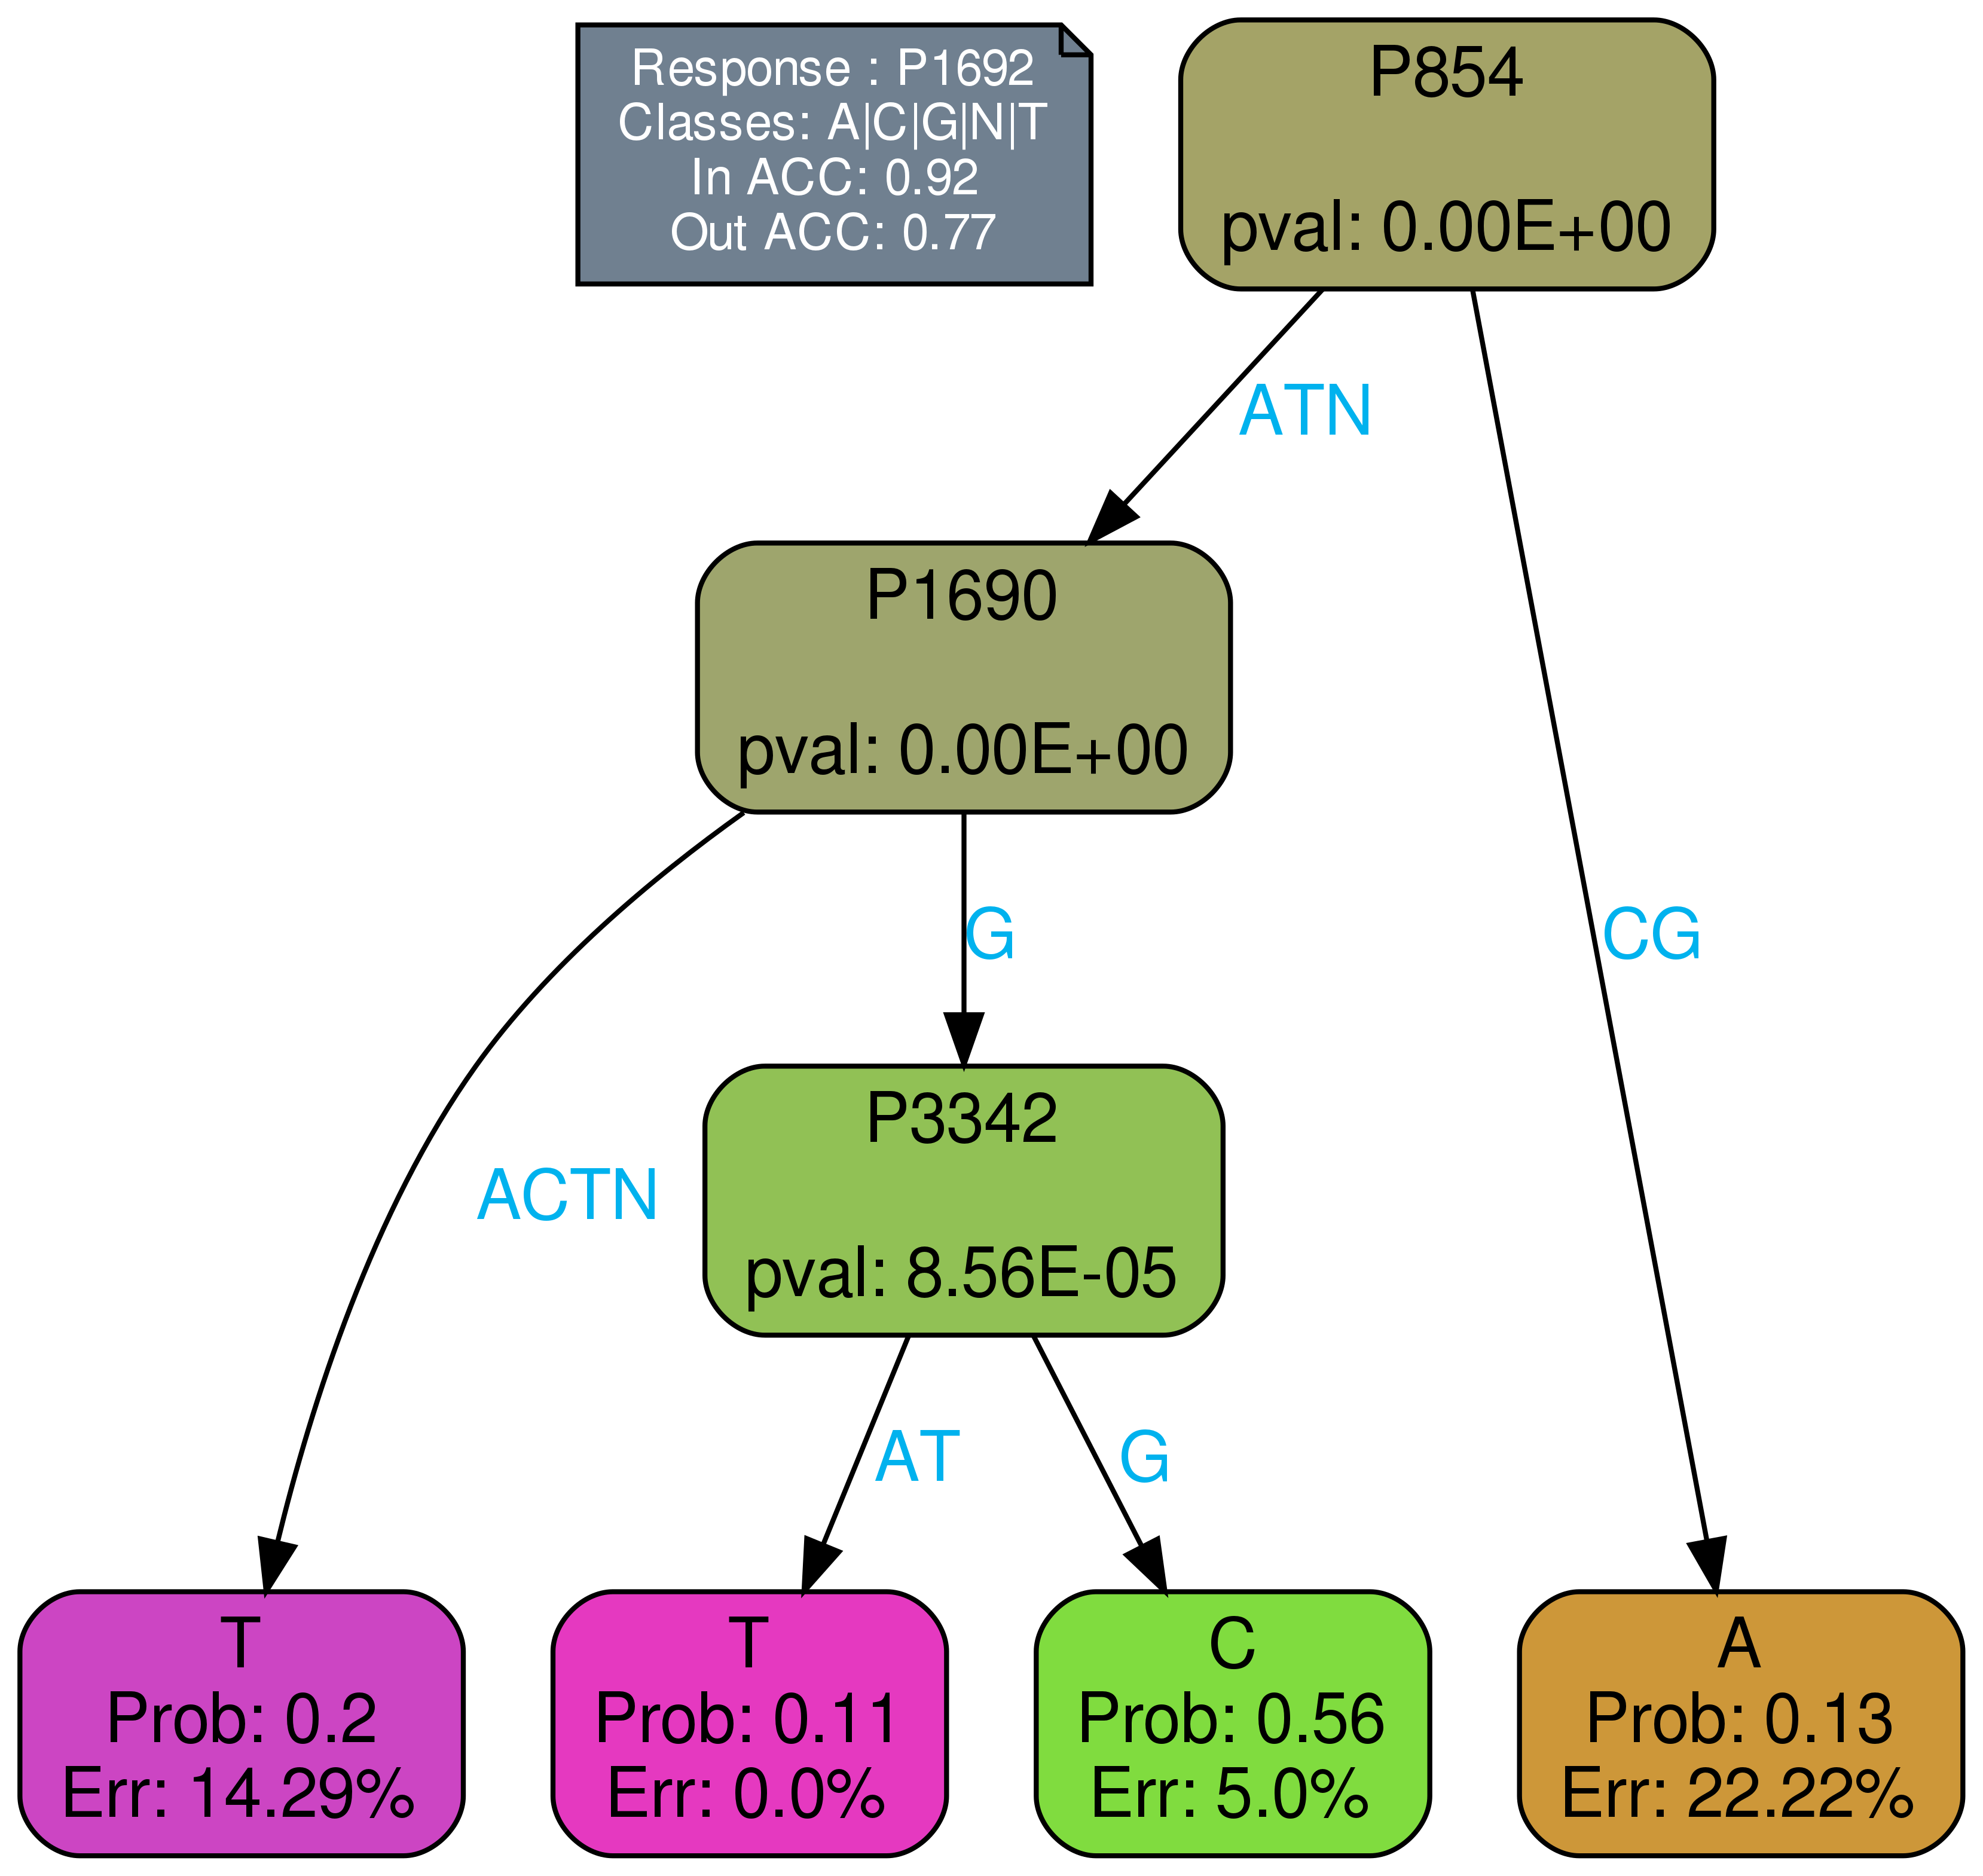 Response : P1692
Classes: A|C|G|N|T
In ACC: 0.92
Out ACC: 0.77
P854
pval: 0.00E+00
ATN
P1690
pval: 0.00E+00
G
CG
P3342
pval: 8.56E-05
ACTN
AT
G
T
Prob: 0.2
Err: 14.29%
T
Prob: 0.11
Err: 0.0%
C
Prob: 0.56
Err: 5.0%
A
Prob: 0.13
Err: 22.22%